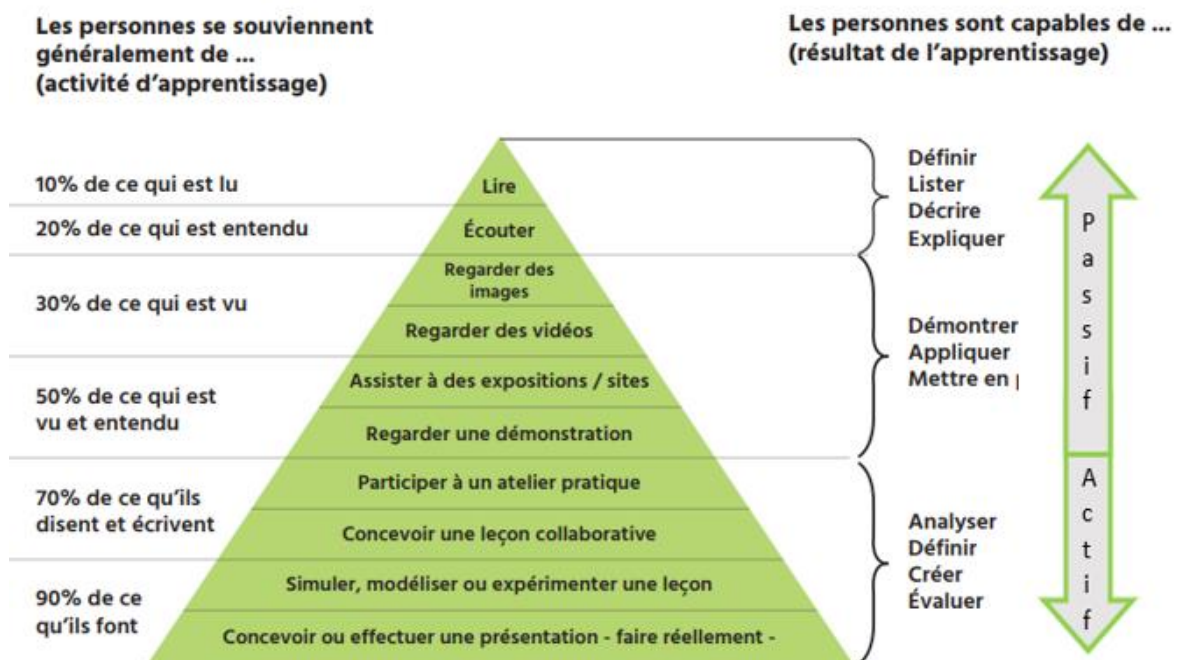 Les personnes se souviennent
généralement de ...
(activité d'apprentissage)
Les personnes sont capables de ...
(résultat de l'apprentissage)
10% de ce qui est lu
20% de ce qui est entendu
30% de ce qui est vu
50% de ce qui est
vu et entendu
70% de ce qu'ils
disent et écrivent
90% de ce
qu'ils font
Lire
Écouter
Regarder des
images
Regarder des vidéos
Assister à des expositions / sites
Regarder une démonstration
Participer à un atelier pratique
Concevoir une leçon collaborative
Simuler, modéliser ou expérimenter une leçon
Concevoir ou effectuer une présentation - faire réellement -
Définir
Lister
Décrire
Expliquer
Démontrer
Appliquer
Mettre en
Analyser
Définir
Créer
Évaluer
Passif
Actif